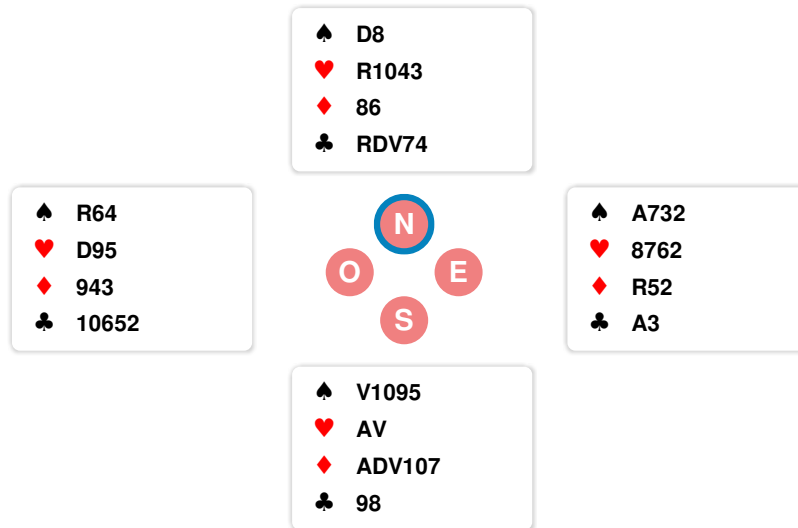 ♠ D8
♥ R1043
♦ 86
♣ RDV74
♠ R64
♥ D95
♦ 943
♣ 10652
N
O E
S
♠ A732
♥ 8762
♦ R52
♣ A3
♠ V1095
♥ AV
♦ ADV107
♣ 98